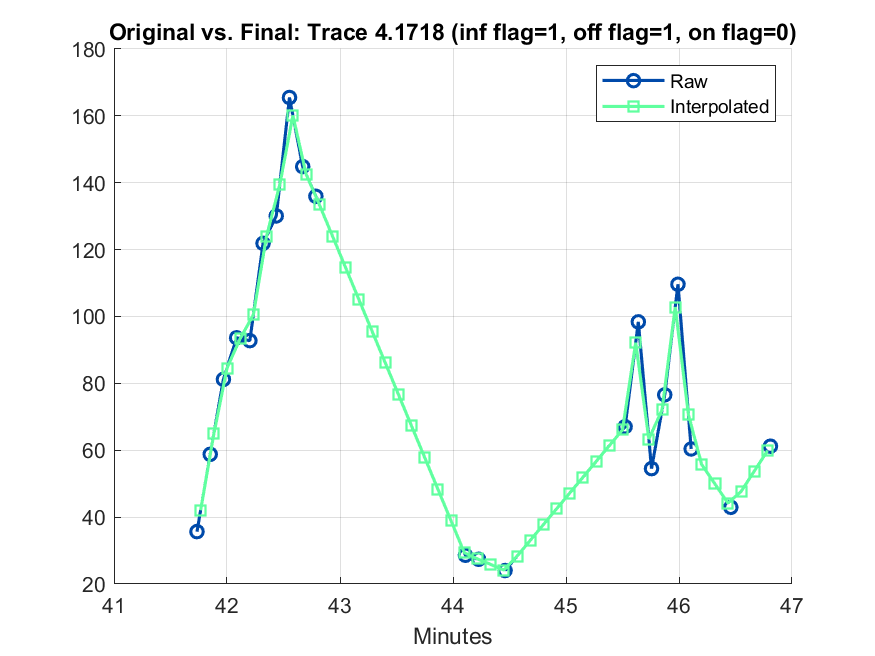 Original vs. Final: Trace 4.1718 (inf flag=1, off flag=1, on flag=0)
180
160
140
120
100
80
60
40
20
Raw
Interpolated
41 42 43 44 45 46 47
Minutes